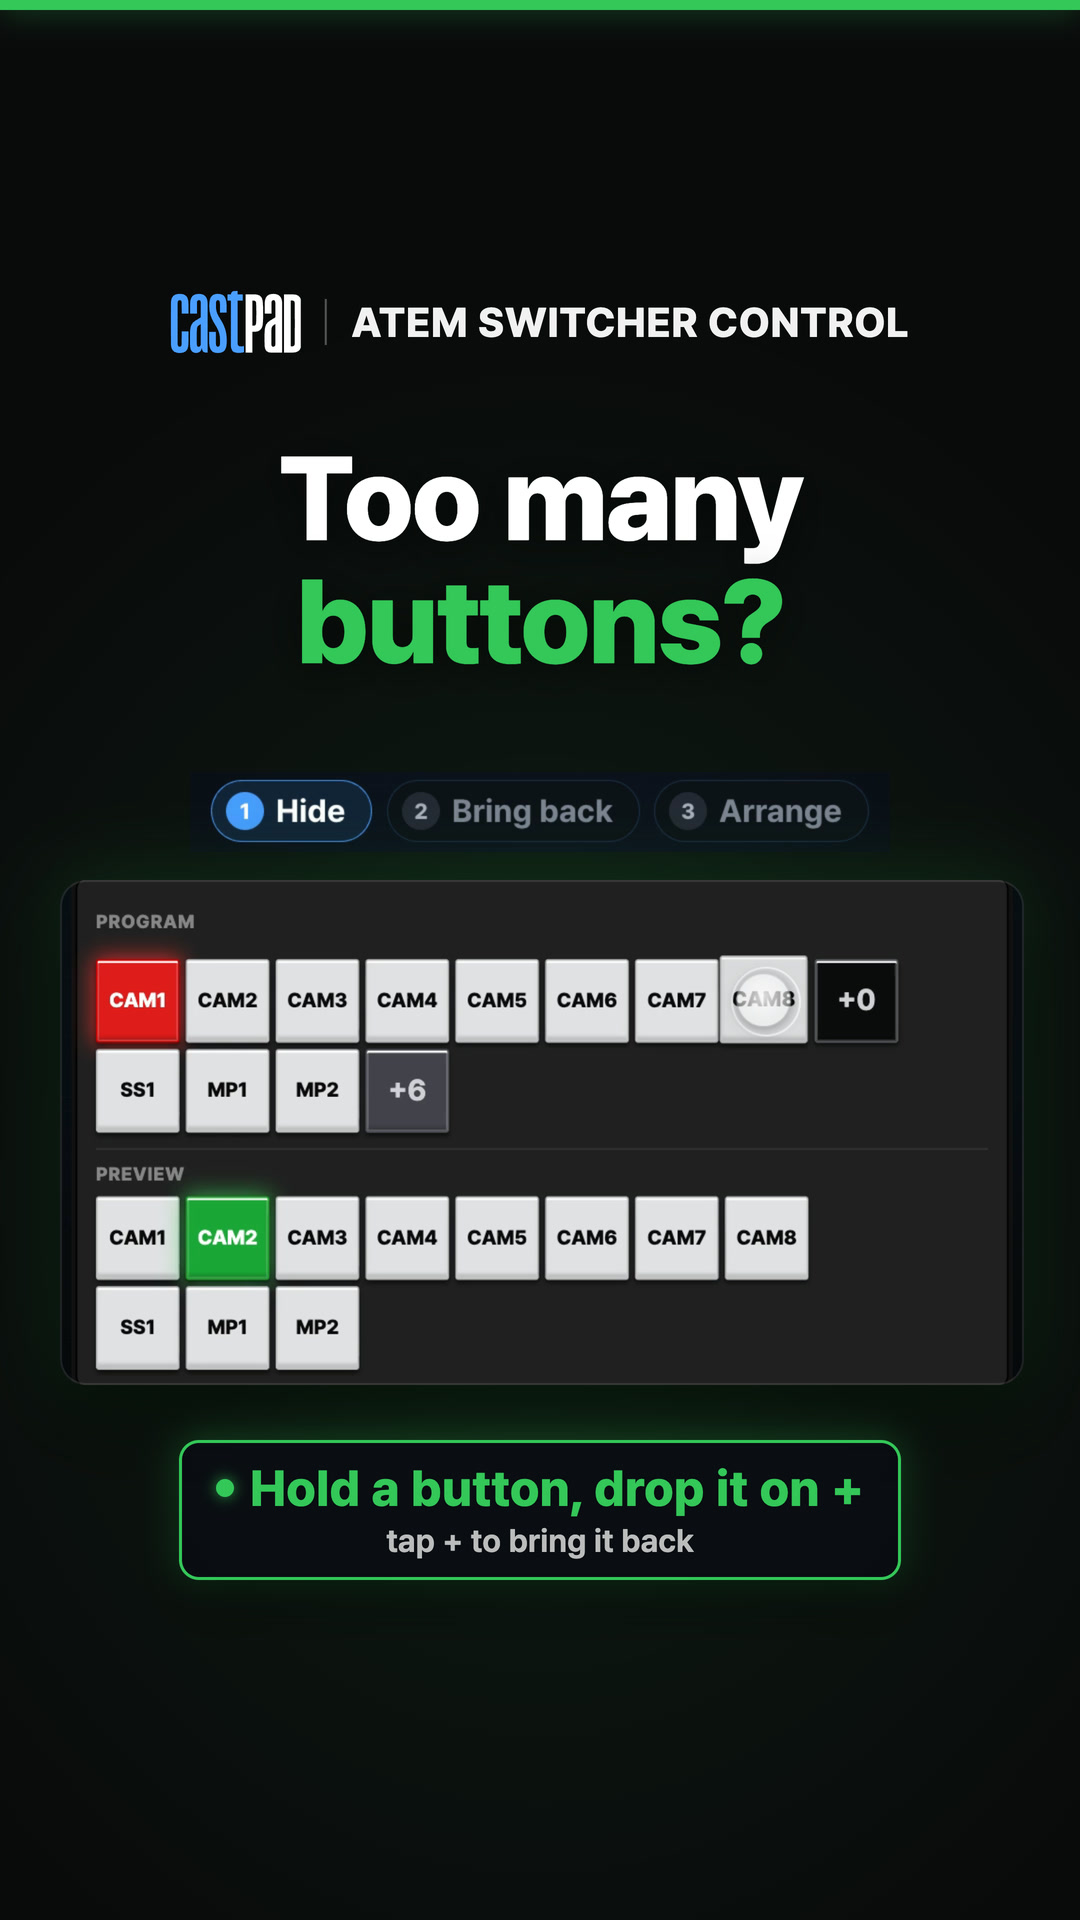 castPAD | ATEM SWITCHER CONTROL
Too many
buttons?
1 Hide 2 Bring back 3 Arrange
PROGRAM
CAM1 CAM2 CAM3 CAM4 CAM5 CAM6 CAM7 CAM8 +0
SS1 MP1 MP2 +6
PREVIEW
CAM1 CAM2 CAM3 CAM4 CAM5 CAM6 CAM7 CAM8
SS1 MP1 MP2
• Hold a button, drop it on +
tap + to bring it back